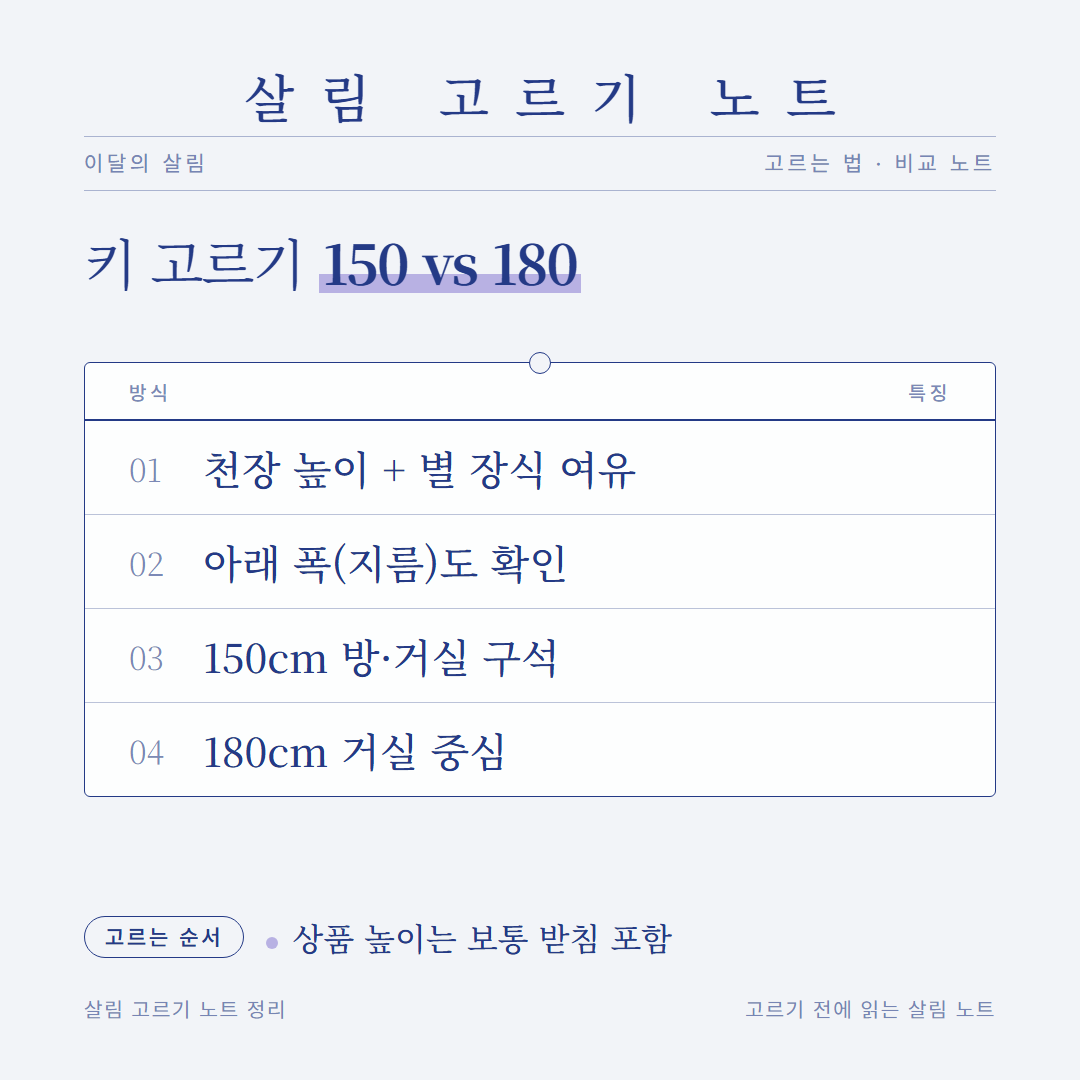 살림 고르기 노트
이달의 살림 고르는 법 · 비교 노트
키 고르기 150 vs 180
방식 특징
01 천장 높이 + 별 장식 여유
02 아래 폭(지름)도 확인
03 150cm 방·거실 구석
04 180cm 거실 중심
고르는 순서 상품 높이는 보통 받침 포함
살림 고르기 노트 정리 고르기 전에 읽는 살림 노트